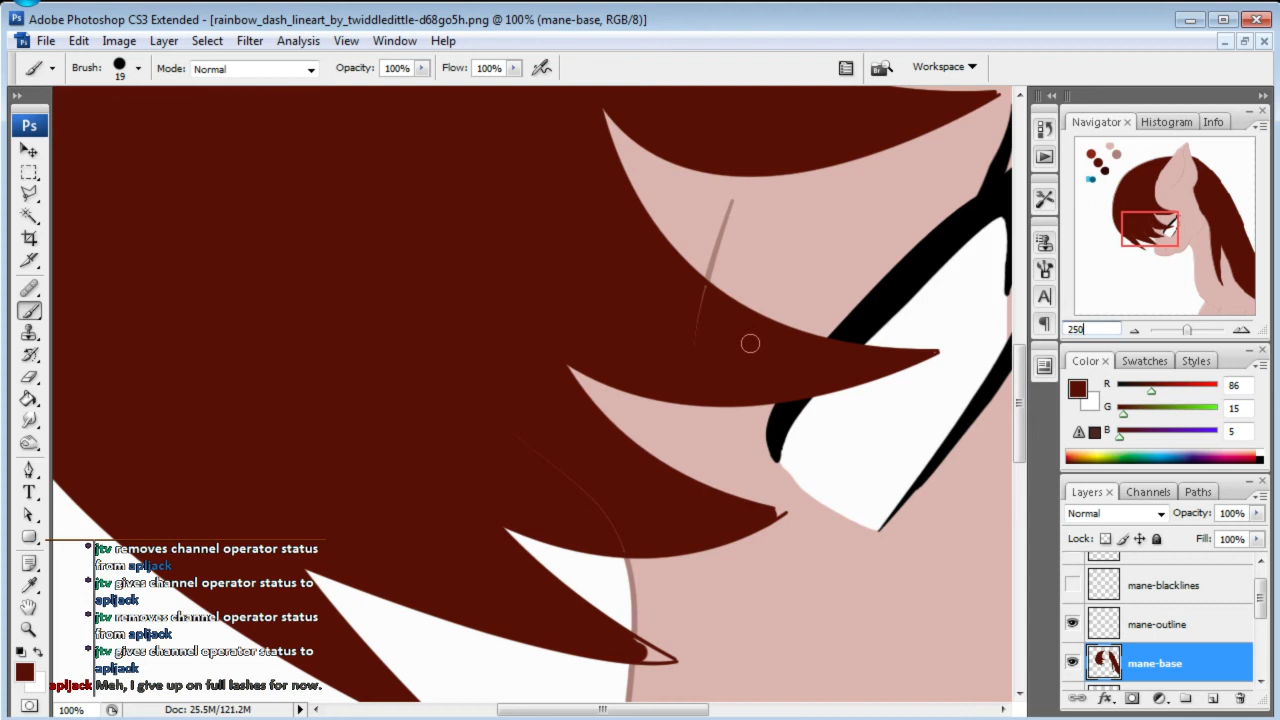 Adobe Photoshop CS3 Extended - [rainbow_dash_lineart_by_twiddledittle-d68go5h.png @ 100% (mane-base, RGB/8)]
Ps File Edit Image Layer Select Filter Analysis View Window Help
Brush: 19 Mode: Normal Opacity: 100% Flow: 100% Br Workspace
Ps
Navigator Histogram Info
250
Color Swatches Styles
R 86
G 15
B 5
Layers Channels Paths
Normal Opacity: 100%
Lock: Fill: 100%
mane-blacklines
mane-outline
mane-base
* jtv removes channel operator status
from apljack
* jtv gives channel operator status to
apljack
* jtv removes channel operator status
from apljack
* jtv gives channel operator status to
apljack
apljack Meh, I give up on full lashes for now.
100% Doc: 25.5M/121.2M